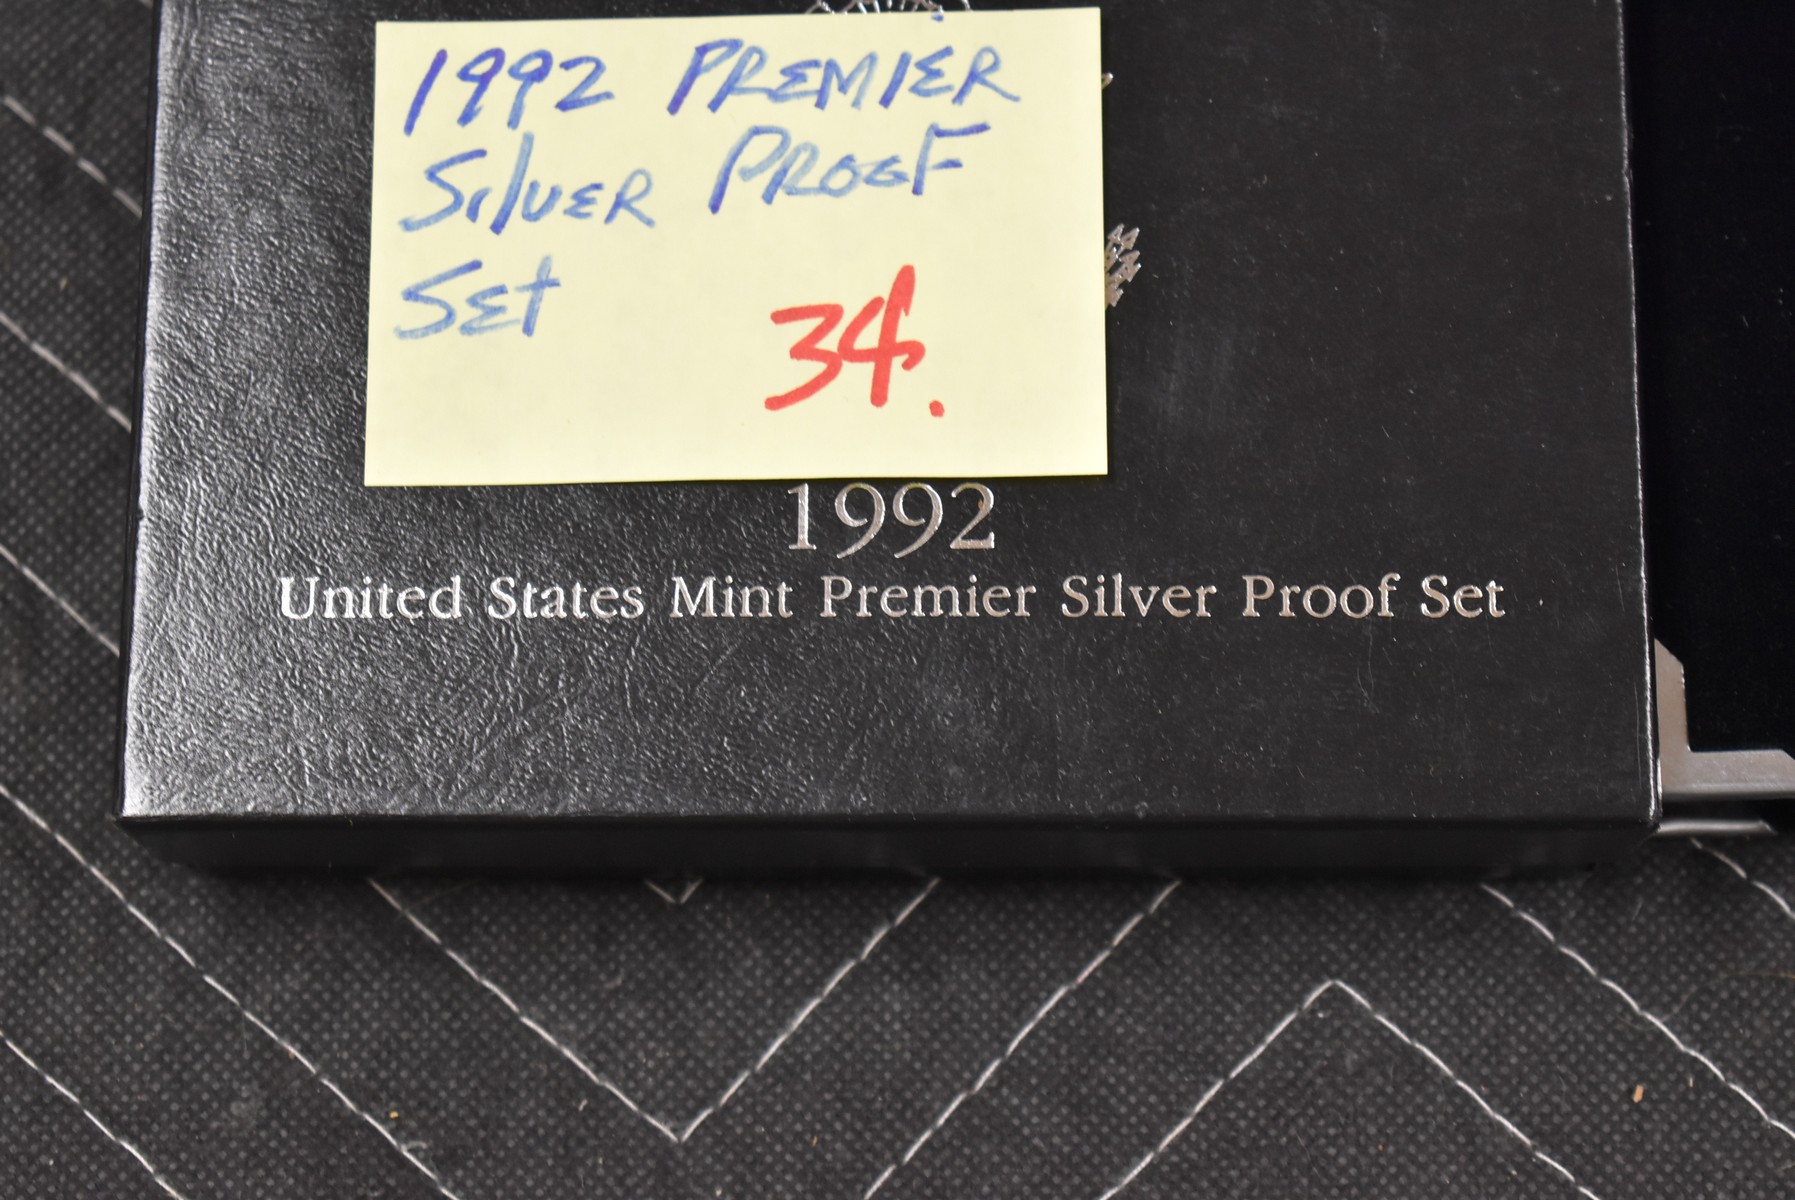 1992 PREMIER
SilvER PROOF
SEt
34.
1992
United States Mint Premier Silver Proof Set